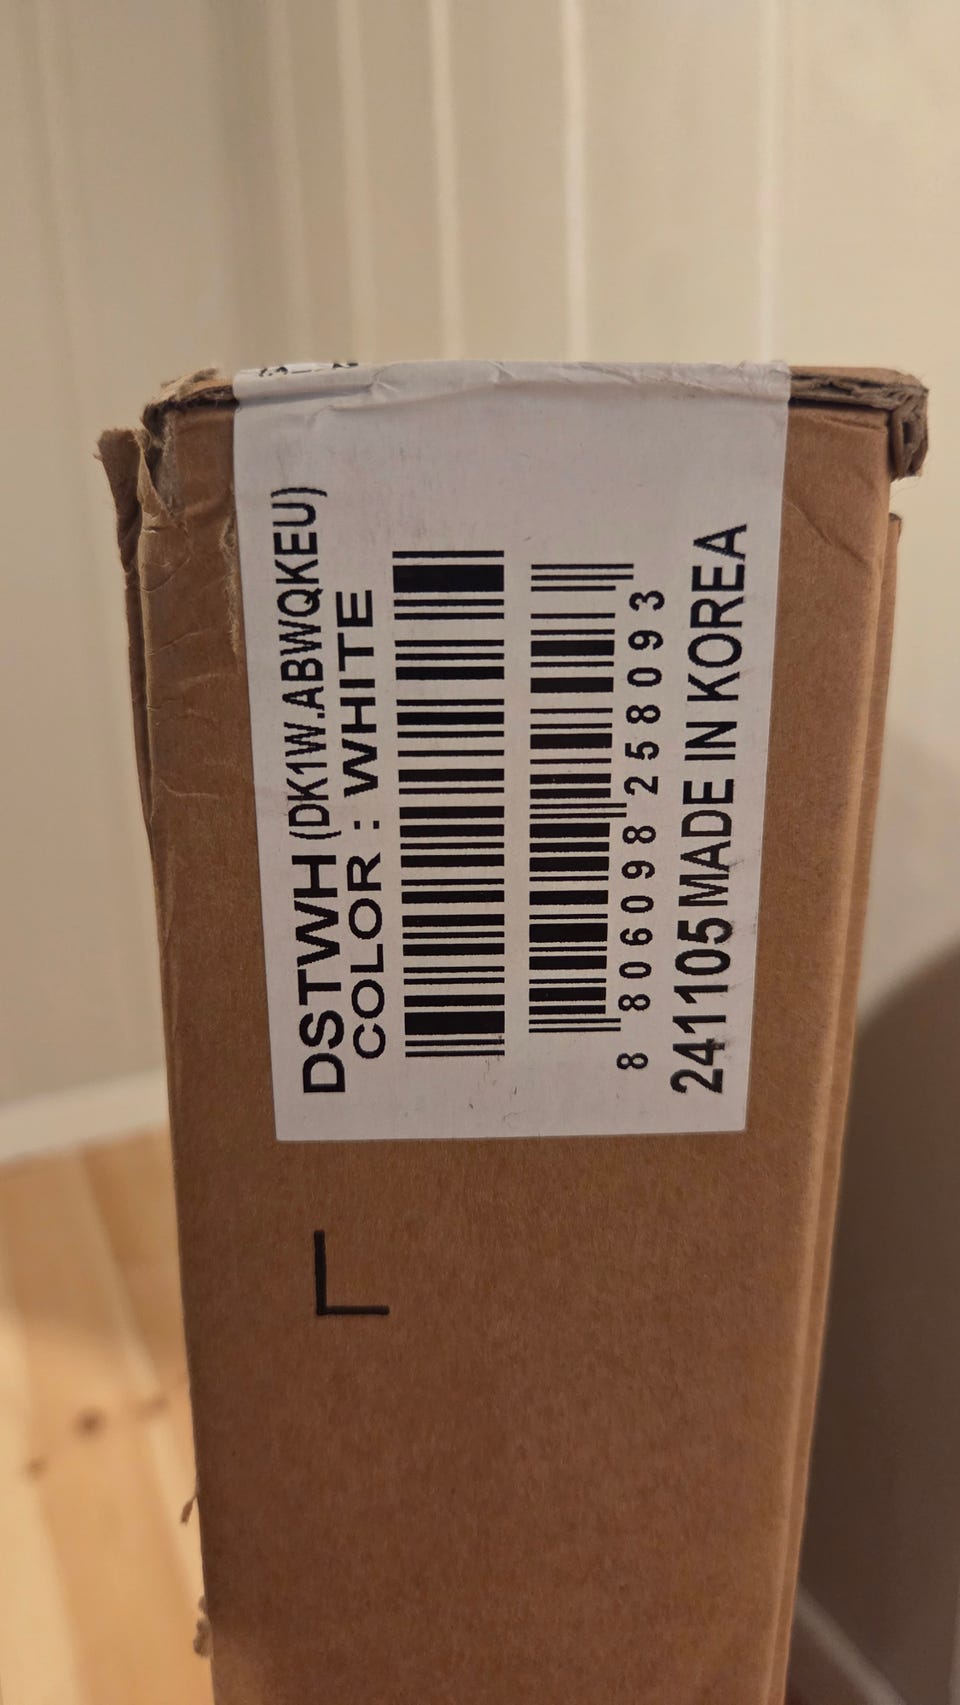 DSTWH (DK1W.ABWQKEU)
COLOR : WHITE
8 806098 258093
241105 MADE IN KOREA